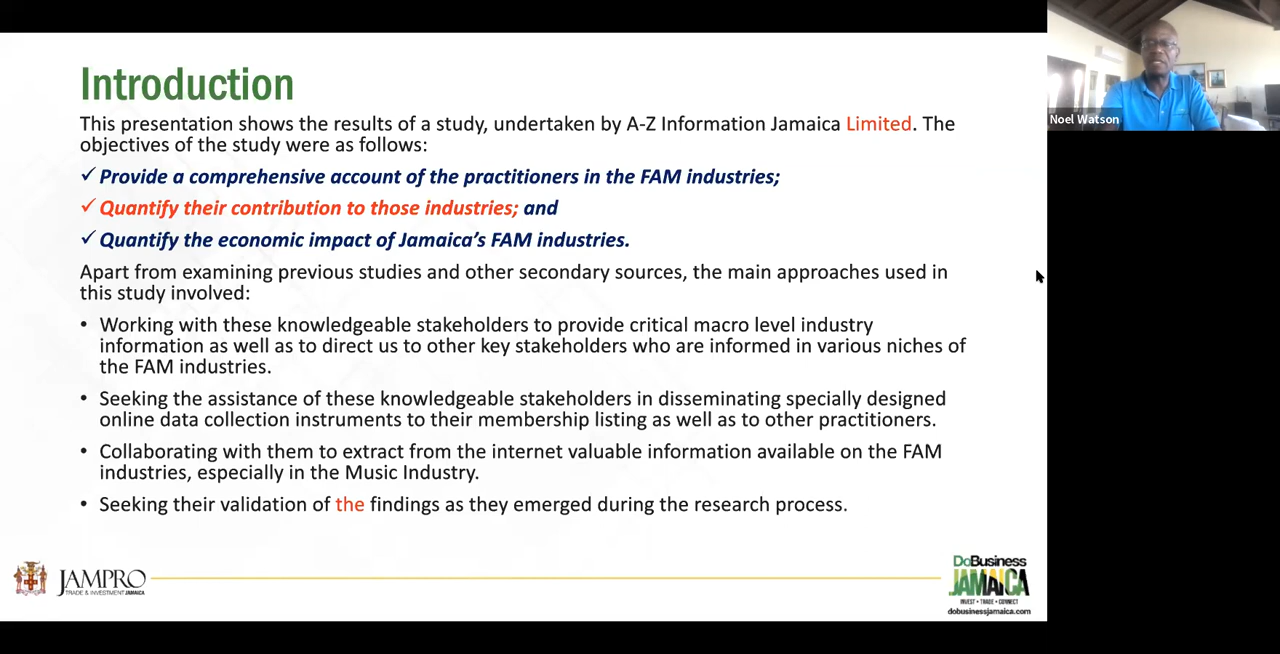 Introduction
This presentation shows the results of a study, undertaken by A-Z Information Jamaica Limited. The
objectives of the study were as follows:
✓ Provide a comprehensive account of the practitioners in the FAM industries;
✓ Quantify their contribution to those industries; and
✓ Quantify the economic impact of Jamaica’s FAM industries.
Apart from examining previous studies and other secondary sources, the main approaches used in
this study involved:
• Working with these knowledgeable stakeholders to provide critical macro level industry
information as well as to direct us to other key stakeholders who are informed in various niches of
the FAM industries.
• Seeking the assistance of these knowledgeable stakeholders in disseminating specially designed
online data collection instruments to their membership listing as well as to other practitioners.
• Collaborating with them to extract from the internet valuable information available on the FAM
industries, especially in the Music Industry.
• Seeking their validation of the findings as they emerged during the research process.
JAMPRO
TRADE & INVESTMENT JAMAICA
DoBusiness
JAMAICA
INVEST • TRADE • CONNECT
dobusinessjamaica.com
Noel Watson